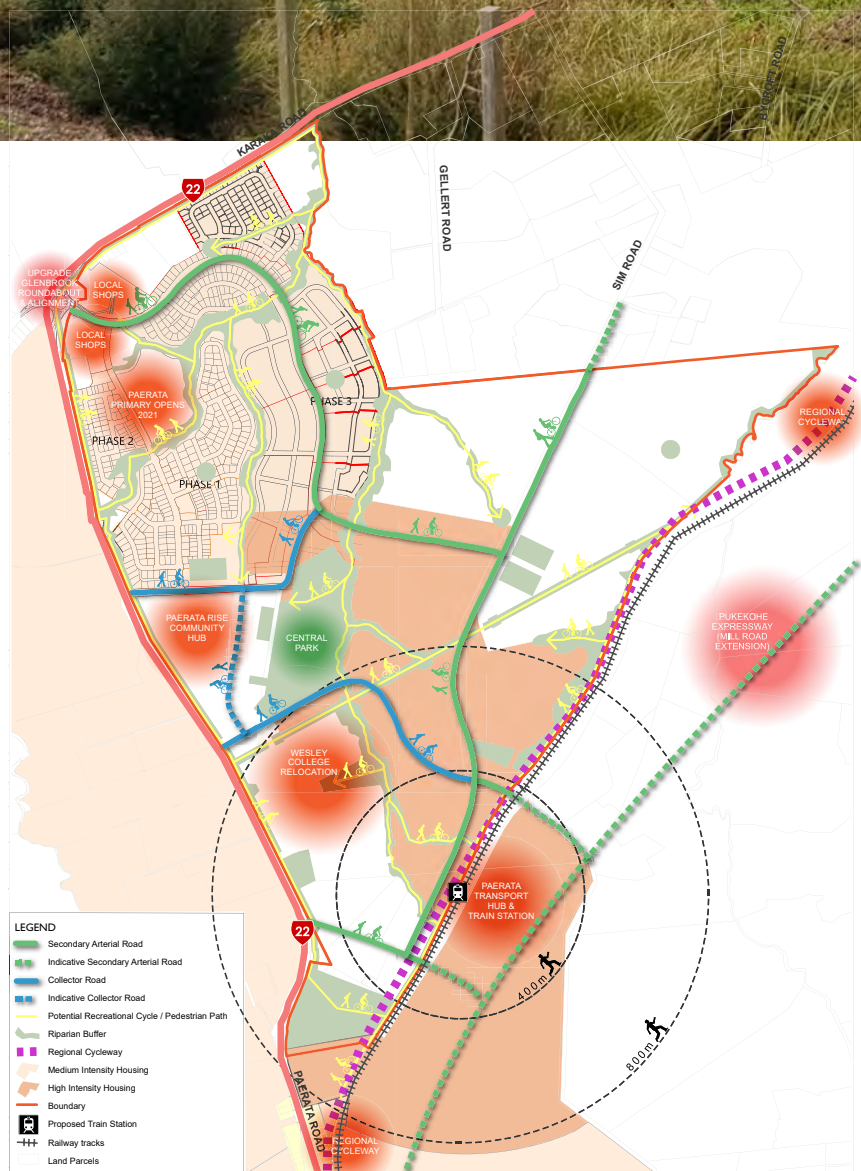 BYCROFT ROAD
KARAKA ROAD
GELLERT ROAD
22
SIM ROAD
UPGRADE
GLENBROOK
ROUNDABOUT
& ALIGNMENT
LOCAL
SHOPS
LOCAL
SHOPS
PAERATA
PRIMARY OPENS
2021
PHASE 3
PHASE 2
PHASE 1
REGIONAL
CYCLEWAY
PAERATA RISE
COMMUNITY
HUB
CENTRAL
PARK
PUKEKOHE
EXPRESSWAY
(MILL ROAD
EXTENSION)
WESLEY
COLLEGE
RELOCATION
PAERATA
TRANSPORT
HUB &
TRAIN STATION
22
400m
800m
PAERATA ROAD
REGIONAL
CYCLEWAY
LEGEND
Secondary Arterial Road
Indicative Secondary Arterial Road
Collector Road
Indicative Collector Road
Potential Recreational Cycle / Pedestrian Path
Riparian Buffer
Regional Cycleway
Medium Intensity Housing
High Intensity Housing
Boundary
Proposed Train Station
Railway tracks
Land Parcels